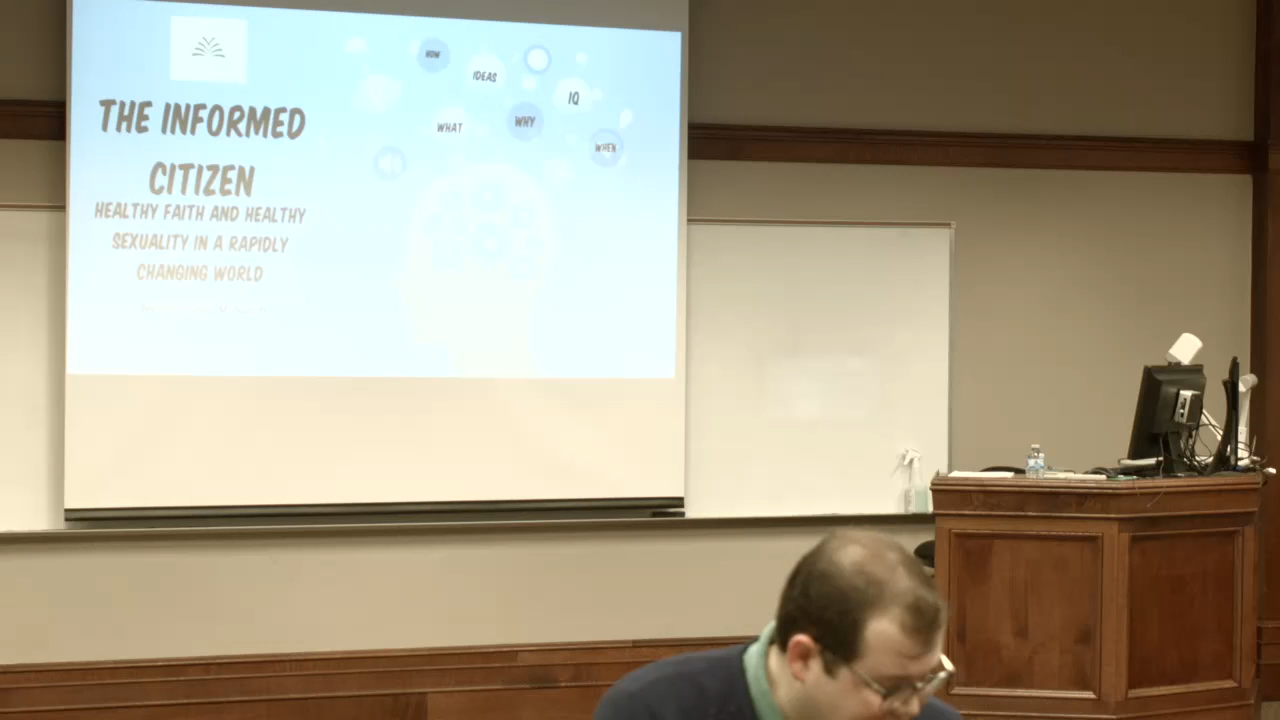 THE INFORMED
CITIZEN
HEALTHY FAITH AND HEALTHY
SEXUALITY IN A RAPIDLY
CHANGING WORLD
HOW
IDEAS
IQ
WHAT
WHY
WHEN